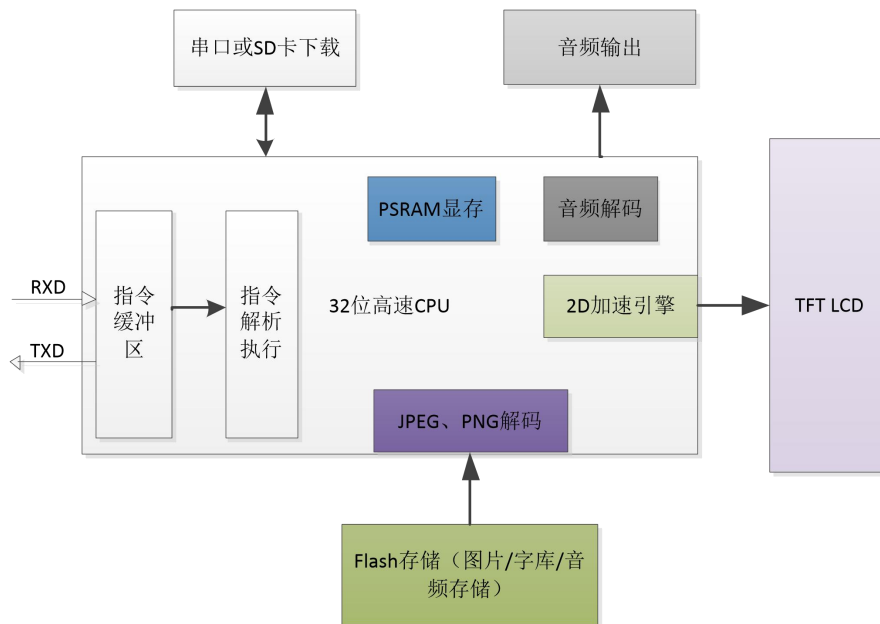 串口或SD卡下载
音频输出
PSRAM显存
音频解码
RXD
TXD
指令
缓冲
区
指令
解析
执行
32位高速CPU
2D加速引擎
TFT LCD
JPEG、PNG解码
Flash存储（图片/字库/音
频存储）